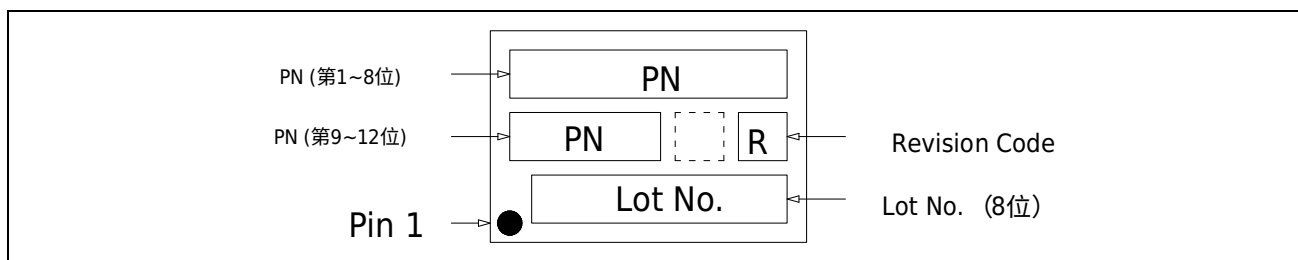 PN (第1~8位)
PN
PN (第9~12位)
PN
R
Revision Code
Lot No.
Lot No. (8位)
Pin 1